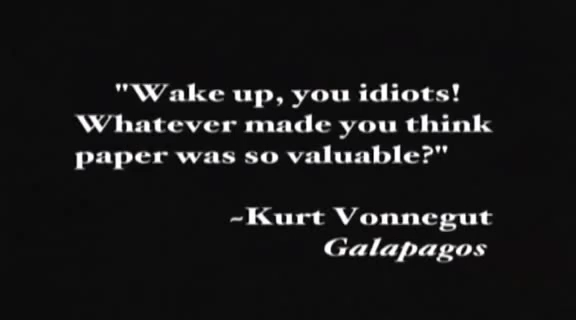 "Wake up, you idiots!
Whatever made you think
paper was so valuable?"
~Kurt Vonnegut
Galapagos